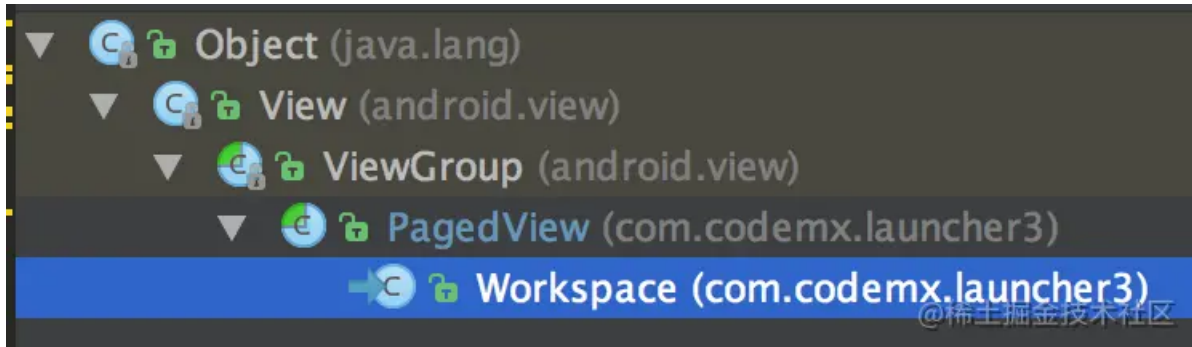 Object (java.lang)
View (android.view)
ViewGroup (android.view)
PagedView (com.codemx.launcher3)
Workspace (com.codemx.launcher3)
@稀土掘金技术社区